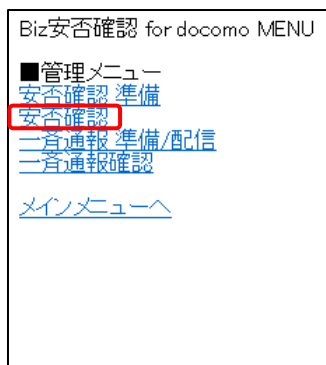 Biz安否確認 for docomo MENU
■管理メニュー
安否確認 準備
安否確認
一斉通報 準備/配信
一斉通報確認
メインメニューへ